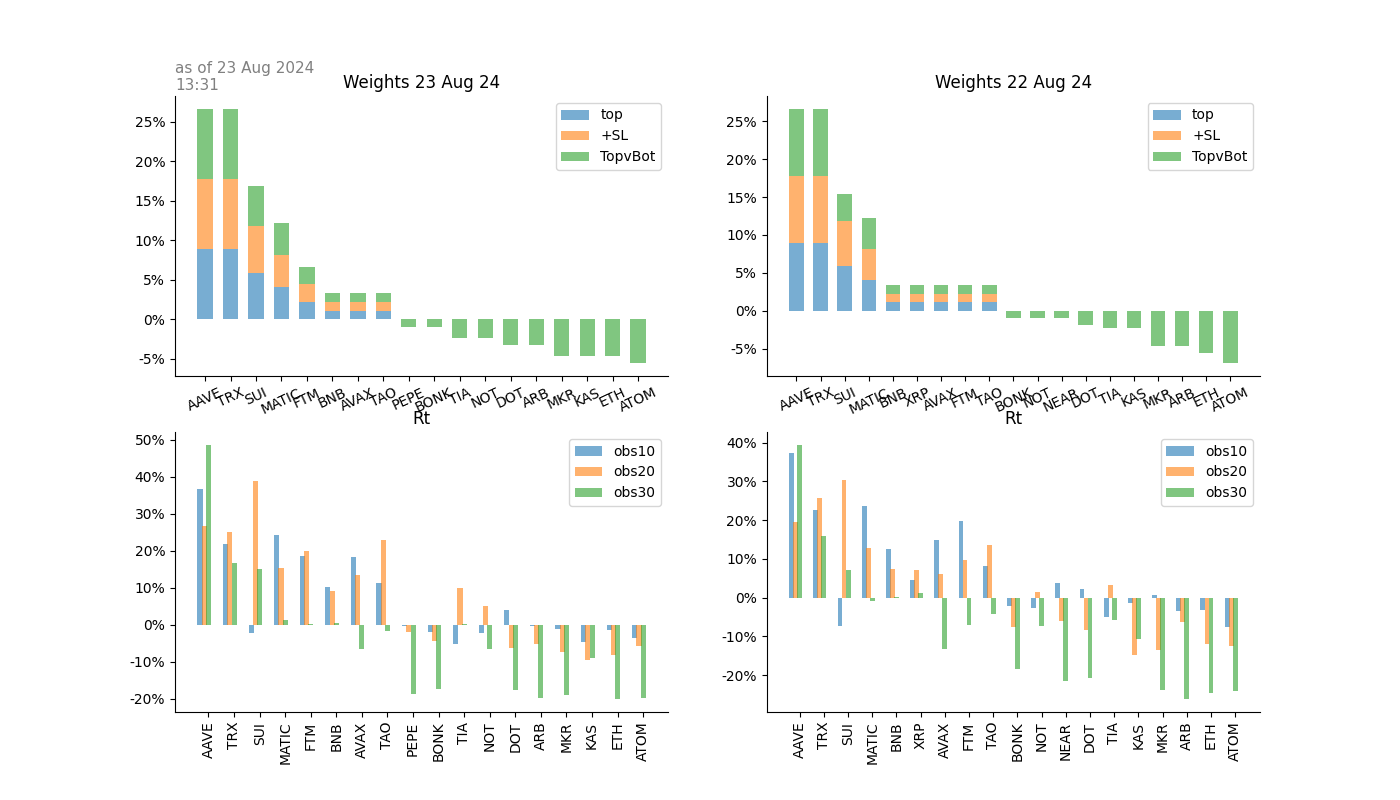 as of 23 Aug 2024
13:31
Weights 23 Aug 24
top
+SL
TopvBot
25%
20%
15%
10%
5%
0%
-5%
AAVE TRX SUI MATIC FTM BNB AVAX TAO PEPE BONK TIA NOT DOT ARB MKR KAS ETH ATOM
Weights 22 Aug 24
top
+SL
TopvBot
25%
20%
15%
10%
5%
0%
-5%
AAVE TRX SUI MATIC BNB XRP AVAX FTM TAO BONK NOT NEAR DOT TIA KAS MKR ARB ETH ATOM
Rt
obs10
obs20
obs30
50%
40%
30%
20%
10%
0%
-10%
-20%
AAVE TRX SUI MATIC FTM BNB AVAX TAO PEPE BONK TIA NOT DOT ARB MKR KAS ETH ATOM
Rt
obs10
obs20
obs30
40%
30%
20%
10%
0%
-10%
-20%
AAVE TRX SUI MATIC BNB XRP AVAX FTM TAO BONK NOT NEAR DOT TIA KAS MKR ARB ETH ATOM